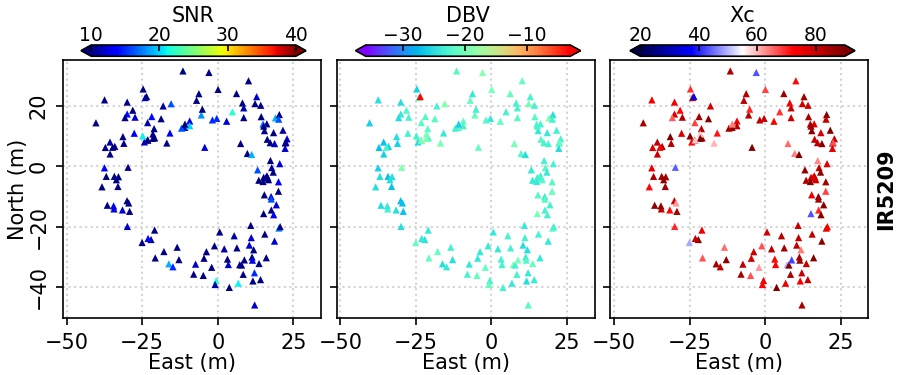 SNR DBV Xc
10 20 30 40 −30 −20 −10 20 40 60 80
North (m)
20
0
−20
−40
IR5209
−50 −25 0 25 −50 −25 0 25 −50 −25 0 25
East (m) East (m) East (m)